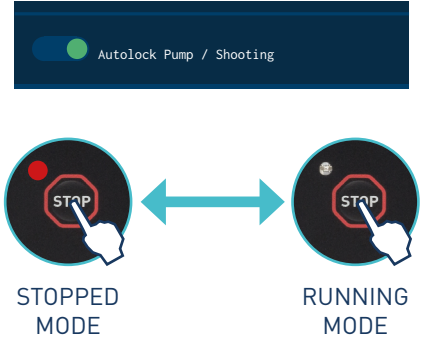 Autolock Pump / Shooting
STOP
STOP
STOPPED
MODE
RUNNING
MODE